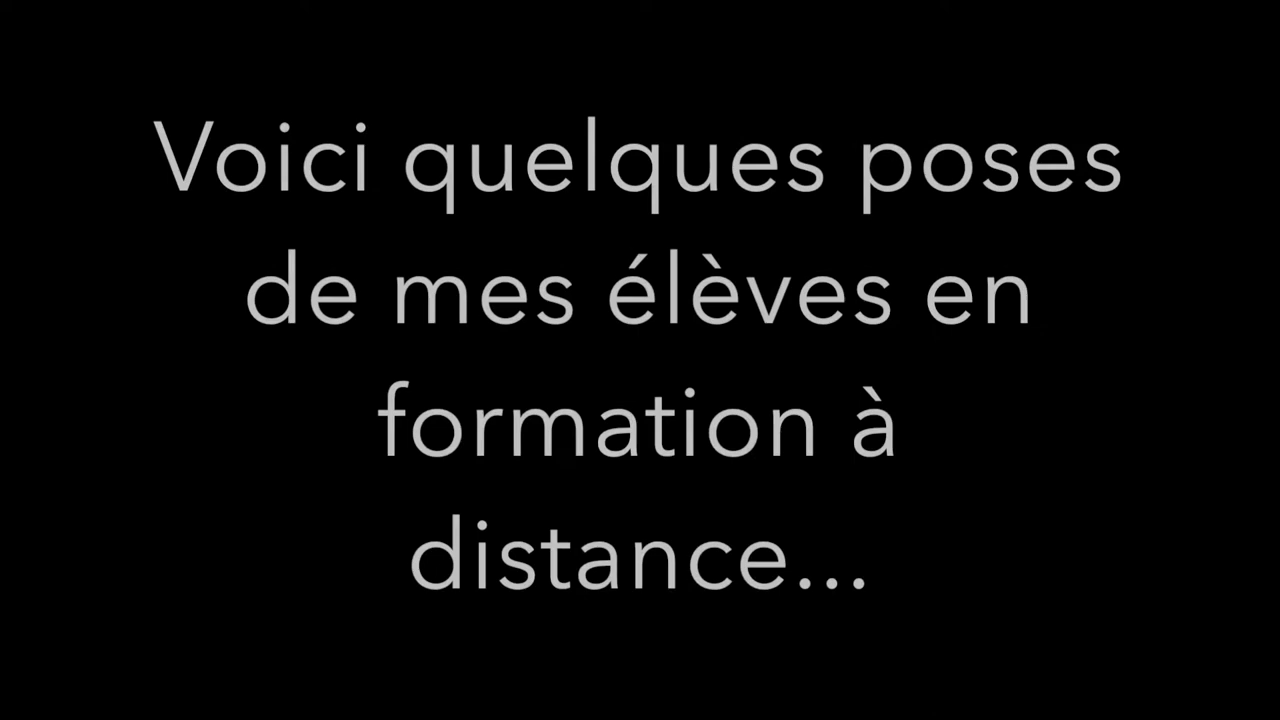 Voici quelques poses
de mes élèves en
formation à
distance...